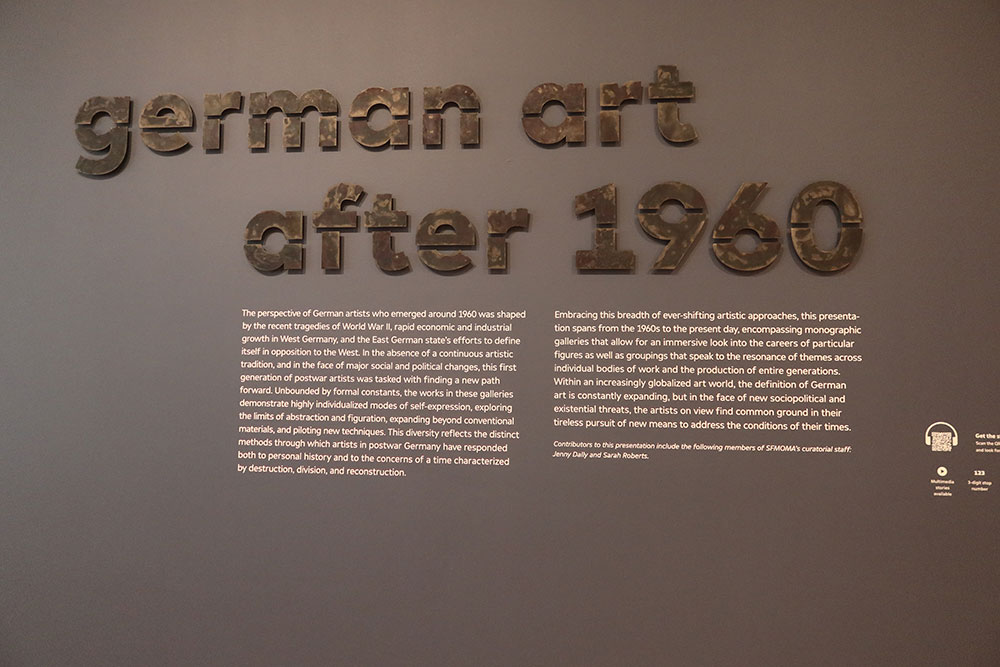 german art
after 1960
The perspective of German artists who emerged around 1960 was shaped
by the recent tragedies of World War II, rapid economic and industrial
growth in West Germany, and the East German state's efforts to define
itself in opposition to the West. In the absence of a continuous artistic
tradition, and in the face of major social and political changes, this first
generation of postwar artists was tasked with finding a new path
forward. Unbounded by formal constants, the works in these galleries
demonstrate highly individualized modes of self-expression, exploring
the limits of abstraction and figuration, expanding beyond conventional
materials, and piloting new techniques. This diversity reflects the distinct
methods through which artists in postwar Germany have responded
both to personal history and to the concerns of a time characterized
by destruction, division, and reconstruction.
Embracing this breadth of ever-shifting artistic approaches, this presenta-
tion spans from the 1960s to the present day, encompassing monographic
galleries that allow for an immersive look into the careers of particular
figures as well as groupings that speak to the resonance of themes across
individual bodies of work and the production of entire generations.
Within an increasingly globalized art world, the definition of German
art is constantly expanding, but in the face of new sociopolitical and
existential threats, the artists on view find common ground in their
tireless pursuit of new means to address the conditions of their times.
Contributors to this presentation include the following members of SFMOMA's curatorial staff:
Jenny Dally and Sarah Roberts.
Get the
Scan the
and look
Multimedia
stories
available
123
3-digit stop
number